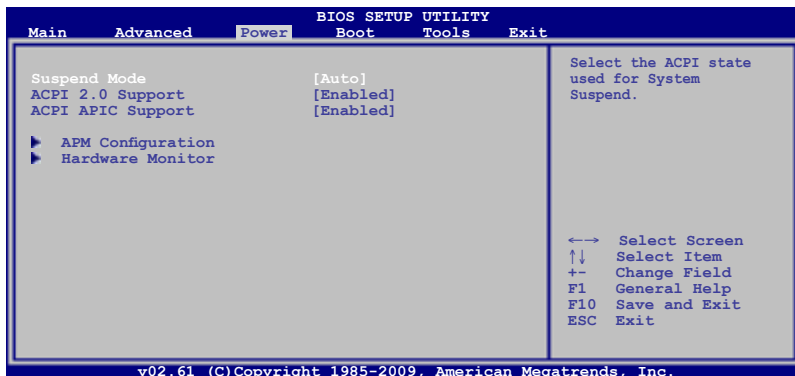 BIOS SETUP UTILITY
Main Advanced Power Boot Tools Exit
Suspend Mode [Auto]
ACPI 2.0 Support [Enabled]
ACPI APIC Support [Enabled]
APM Configuration
Hardware Monitor
Select the ACPI state
used for System
Suspend.
←→ Select Screen
↑↓ Select Item
+- Change Field
F1 General Help
F10 Save and Exit
ESC Exit
v02.61 (C)Copyright 1985-2009, American Megatrends, Inc.